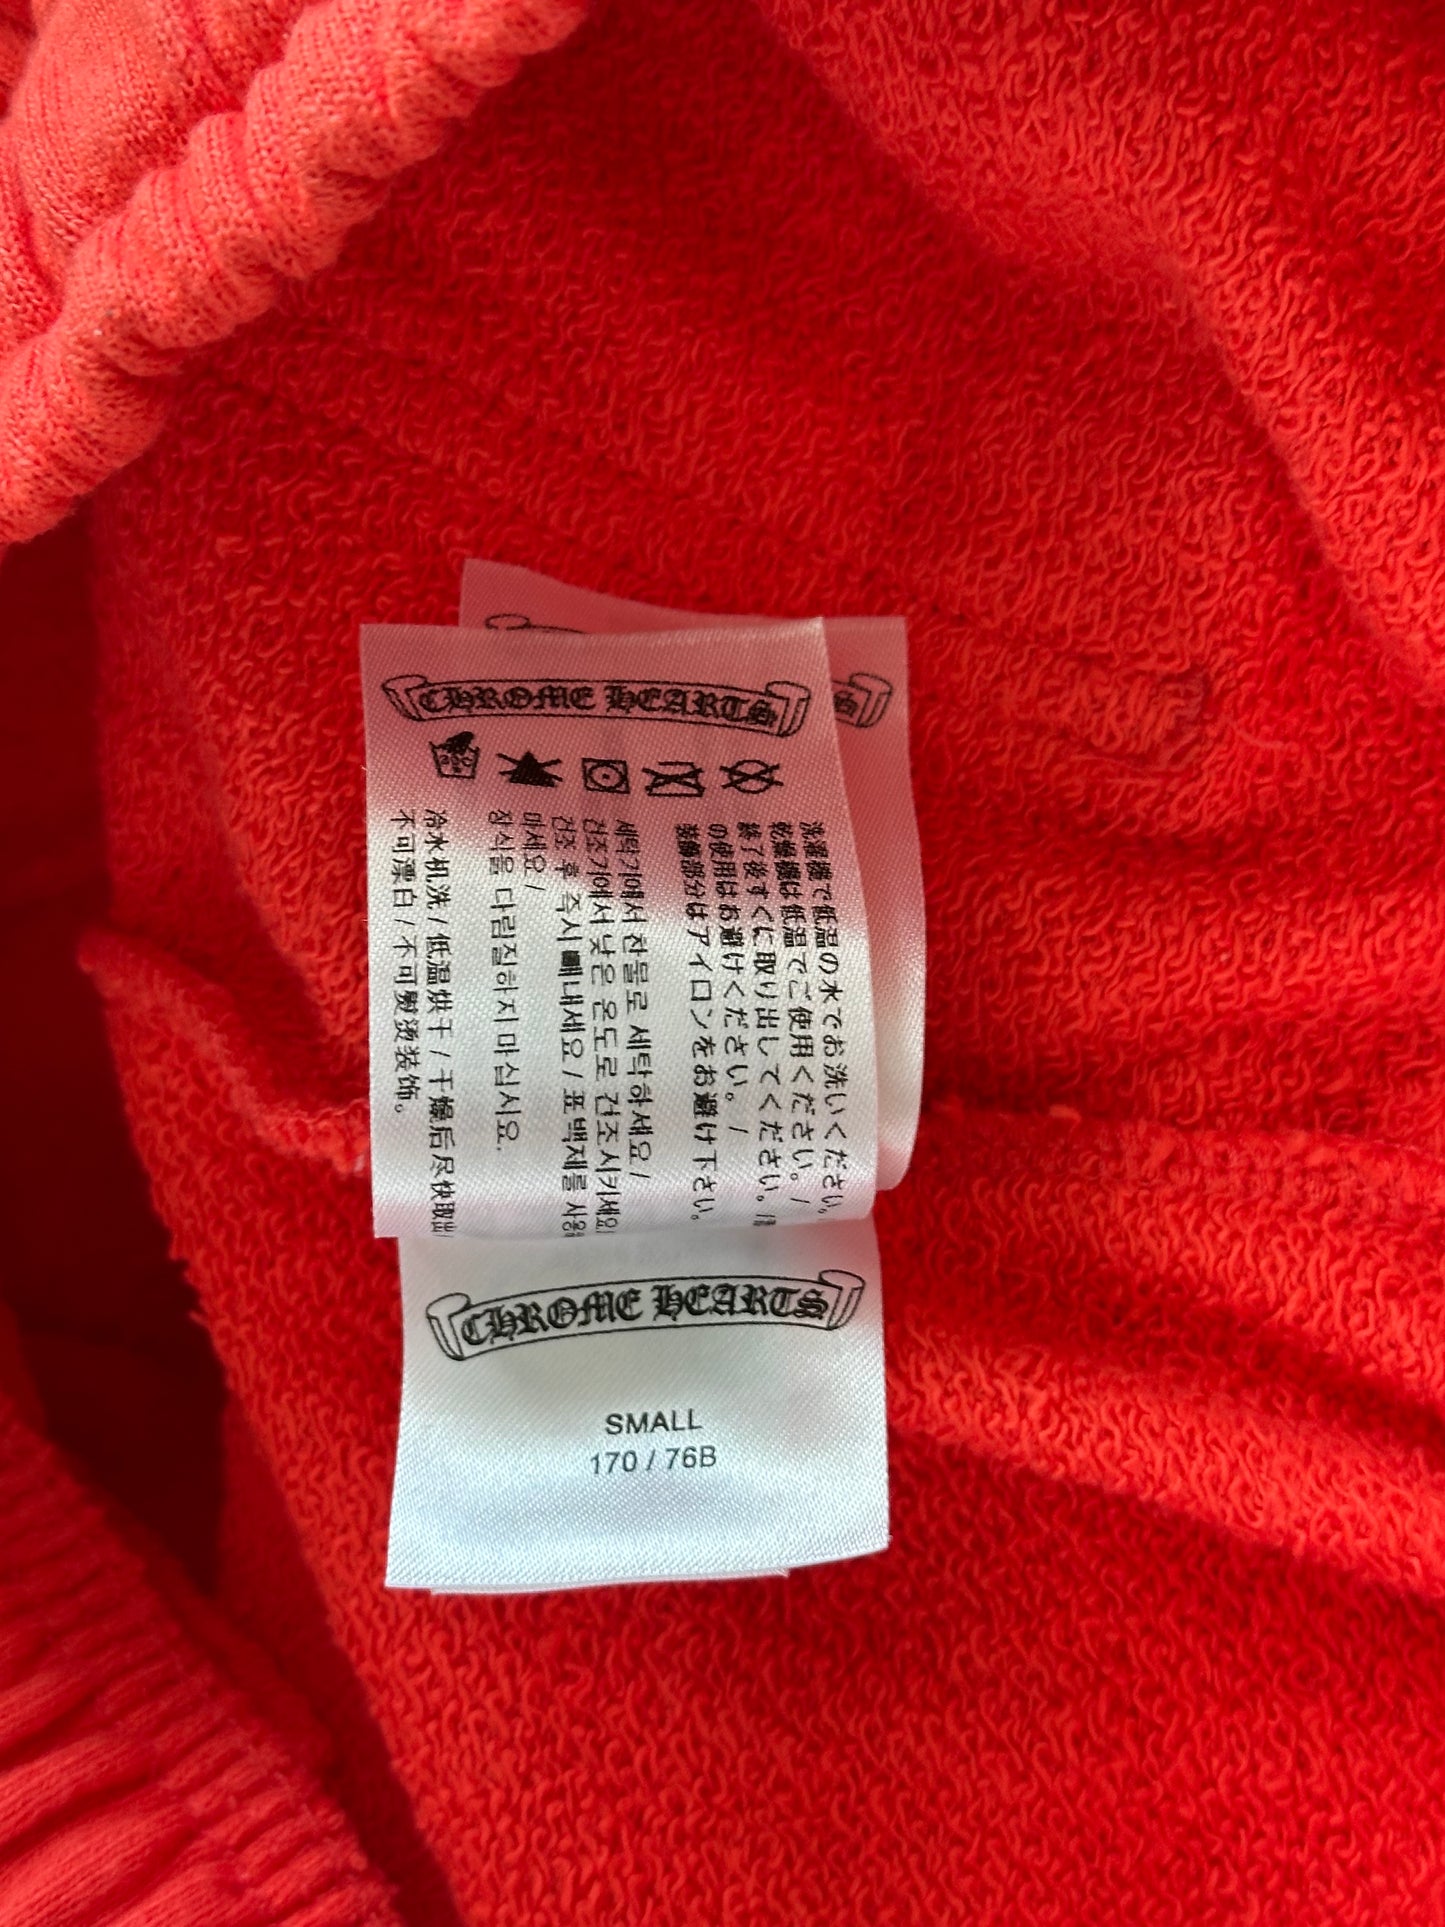 CHROME HEARTS
洗濯機で低温の水でお洗いください。
乾燥機は低温でご使用ください。/
終了後すぐに取り出してください。/
の使用はお避けください。/
装飾部分はアイロンをお避け下さい。
세탁기에서 찬물로 세탁하세요/
건조기에서 낮은 온도로 건조시키세요
건조 후 즉시 빼내세요 / 표백제를 사용
마세요 /
장식을 다림질하지 마십시오.
冷水机洗 / 低温烘干 / 干燥后尽快取出/
不可漂白 / 不可熨烫装饰。
CHROME HEARTS
SMALL
170 / 76B